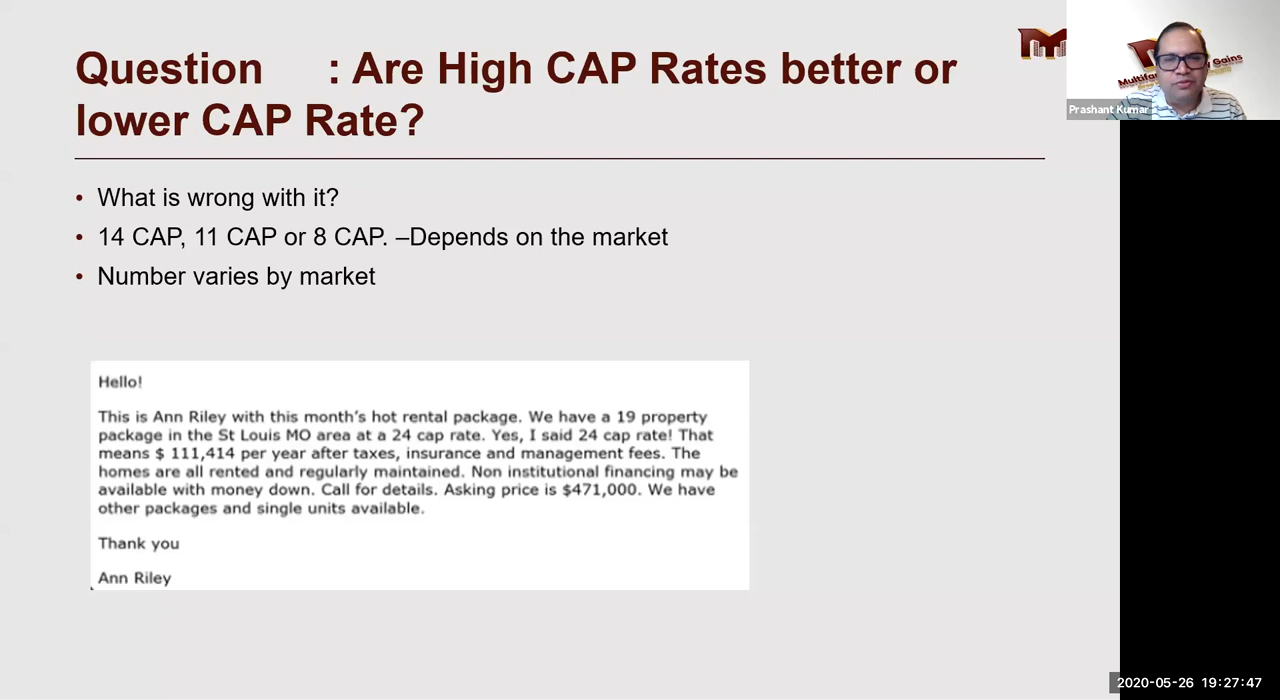 Question : Are High CAP Rates better or
lower CAP Rate?
• What is wrong with it?
• 14 CAP, 11 CAP or 8 CAP. –Depends on the market
• Number varies by market
Hello!
This is Ann Riley with this month's hot rental package. We have a 19 property
package in the St Louis MO area at a 24 cap rate. Yes, I said 24 cap rate! That
means $ 111,414 per year after taxes, insurance and management fees. The
homes are all rented and regularly maintained. Non institutional financing may be
available with money down. Call for details. Asking price is $471,000. We have
other packages and single units available.
Thank you
Ann Riley
Gains
Prashant Kumar
2020-05-26 19:27:47